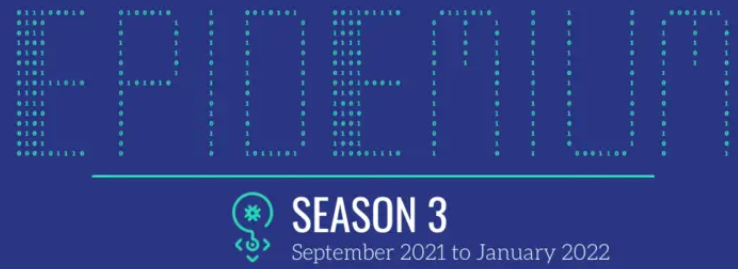 EPIDEMIUM
SEASON 3
September 2021 to January 2022